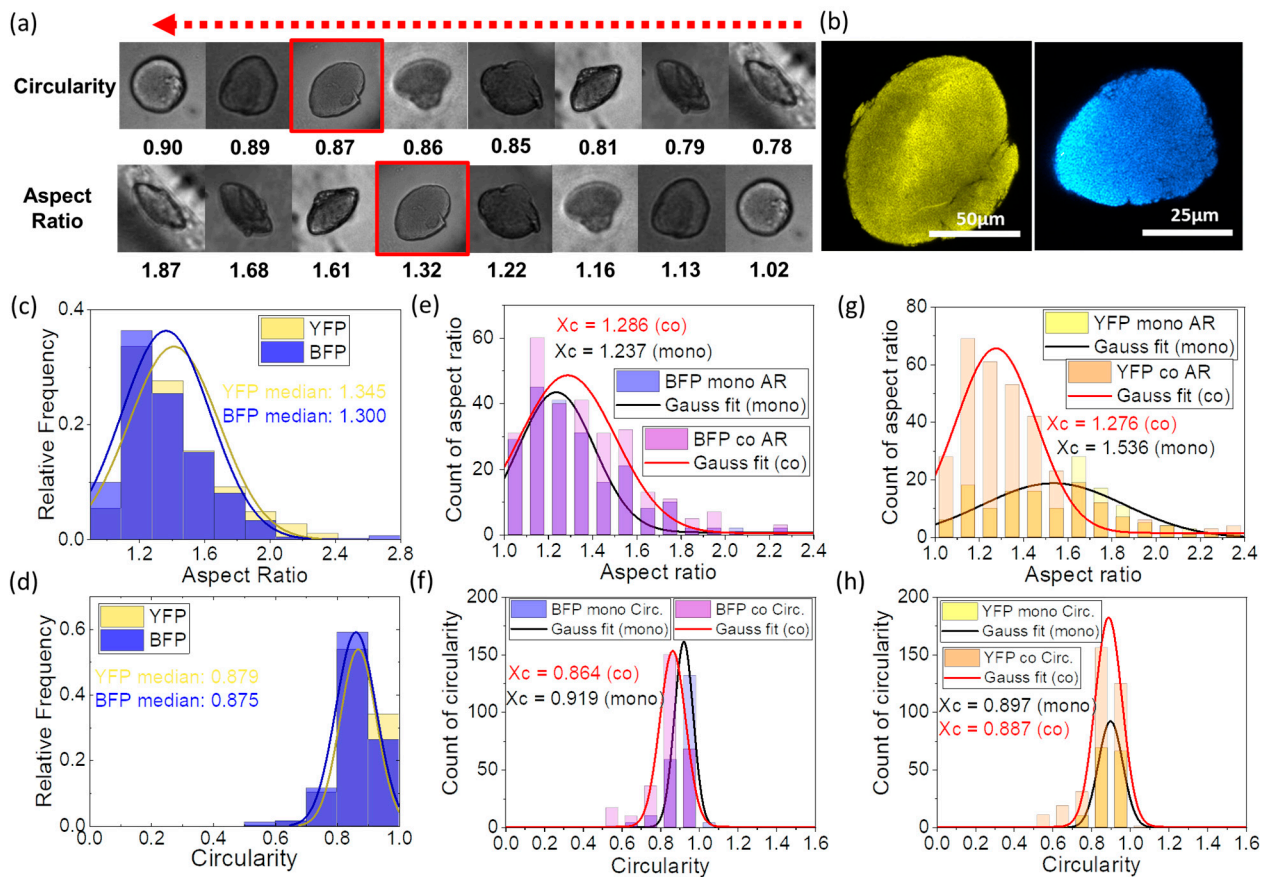 (a)
Circularity
0.90 0.89 0.87 0.86 0.85 0.81 0.79 0.78
Aspect
Ratio
1.87 1.68 1.61 1.32 1.22 1.16 1.13 1.02
(b)
50μm
25μm
(c)
Relative Frequency
0.4
0.2
0.0
YFP
BFP
YFP median: 1.345
BFP median: 1.300
1.2 1.6 2.0 2.4 2.8
Aspect Ratio
(d)
Relative Frequency
0.6
0.4
0.2
0.0
YFP
BFP
YFP median: 0.879
BFP median: 0.875
0.0 0.2 0.4 0.6 0.8 1.0
Circularity
(e)
Count of aspect ratio
60
40
20
0
Xc = 1.286 (co)
Xc = 1.237 (mono)
BFP mono AR
Gauss fit (mono)
BFP co AR
Gauss fit (co)
1.0 1.2 1.4 1.6 1.8 2.0 2.2 2.4
Aspect ratio
(f)
Count of circularity
200
150
100
50
0
BFP mono Circ.
Gauss fit (mono)
BFP co Circ.
Gauss fit (co)
Xc = 0.864 (co)
Xc = 0.919 (mono)
0.0 0.2 0.4 0.6 0.8 1.0 1.2 1.4 1.6
Circularity
(g)
Count of aspect ratio
80
60
40
20
0
YFP mono AR
Gauss fit (mono)
YFP co AR
Gauss fit (co)
Xc = 1.276 (co)
Xc = 1.536 (mono)
1.0 1.2 1.4 1.6 1.8 2.0 2.2 2.4
Aspect ratio
(h)
Count of circularity
200
150
100
50
0
YFP mono Circ.
Gauss fit (mono)
YFP co Circ.
Gauss fit (co)
Xc = 0.897 (mono)
Xc = 0.887 (co)
0.0 0.2 0.4 0.6 0.8 1.0 1.2 1.4 1.6
Circularity